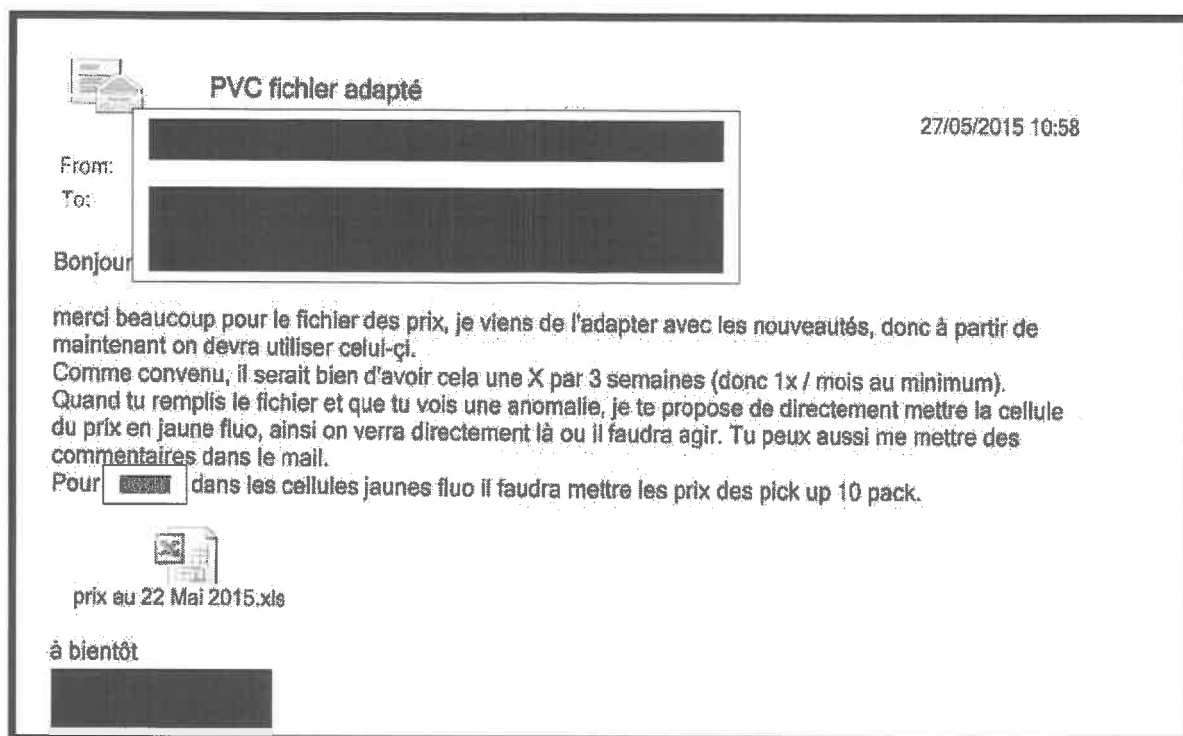 PVC fichier adapté
27/05/2015 10:58
From:
To:
Bonjour
merci beaucoup pour le fichier des prix, je viens de l'adapter avec les nouveautés, donc à partir de
maintenant on devra utiliser celui-çi.
Comme convenu, il serait bien d'avoir cela une X par 3 semaines (donc 1x / mois au minimum).
Quand tu remplis le fichier et que tu vois une anomalie, je te propose de directement mettre la cellule
du prix en jaune fluo, ainsi on verra directement là ou il faudra agir. Tu peux aussi me mettre des
commentaires dans le mail.
Pour dans les cellules jaunes fluo il faudra mettre les prix des pick up 10 pack.
prix au 22 Mai 2015.xls
à bientôt